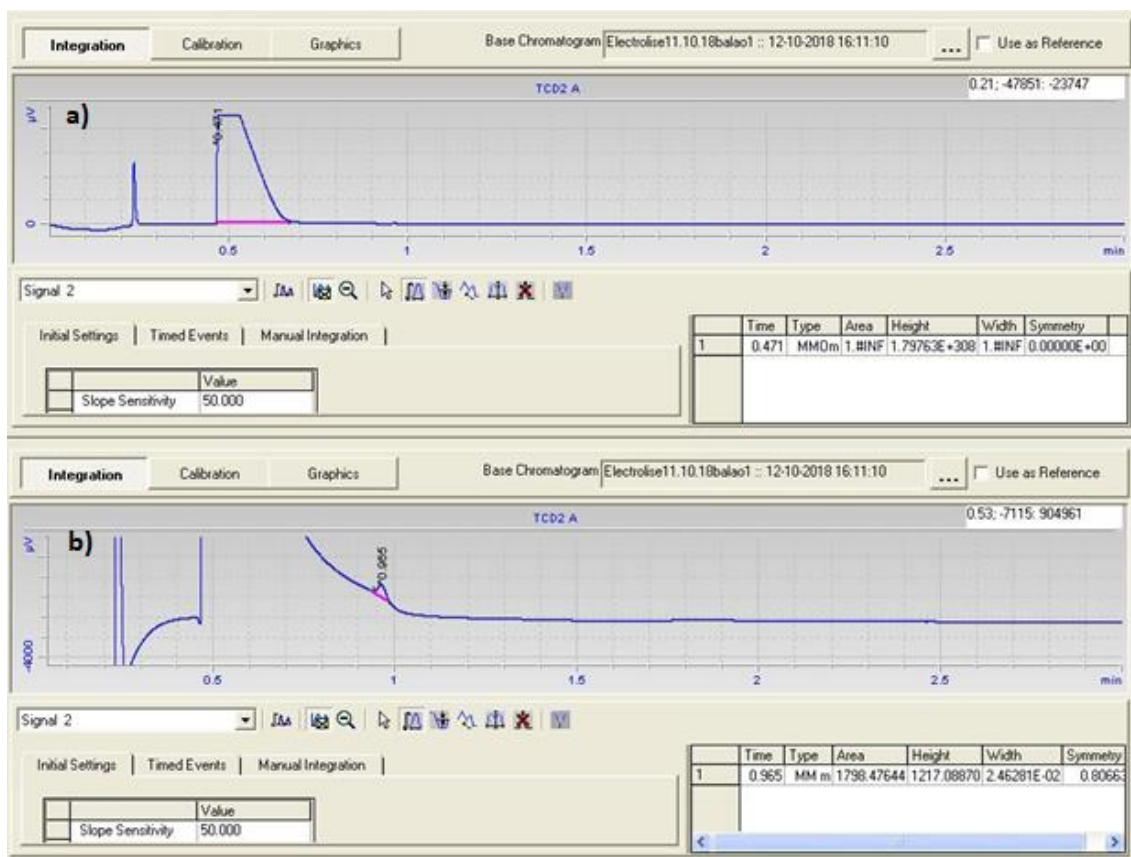 Integration Calibration Graphics Base Chromatogram Electrolise11.10.18balao1 :: 12-10-2018 16:11:10 ... Use as Reference
TCD2 A 0.21; -47851: -23747
µV a) 0.471
0
0.5 1 1.5 2 2.5 min
Signal 2
Initial Settings Timed Events Manual Integration
Value
Slope Sensitivity 50.000
Time Type Area Height Width Symmetry
1 0.471 MM0m 1.#INF 1.79763E+308 1.#INF 0.00000E+00
Integration Calibration Graphics Base Chromatogram Electrolise11.10.18balao1 :: 12-10-2018 16:11:10 ... Use as Reference
TCD2 A 0.53; -7115: 904961
µV b) 0.965
-4000
0.5 1 1.5 2 2.5 min
Signal 2
Initial Settings Timed Events Manual Integration
Value
Slope Sensitivity 50.000
Time Type Area Height Width Symmetry
1 0.965 MM m 1798.47644 1217.08870 2.46281E-02 0.8066